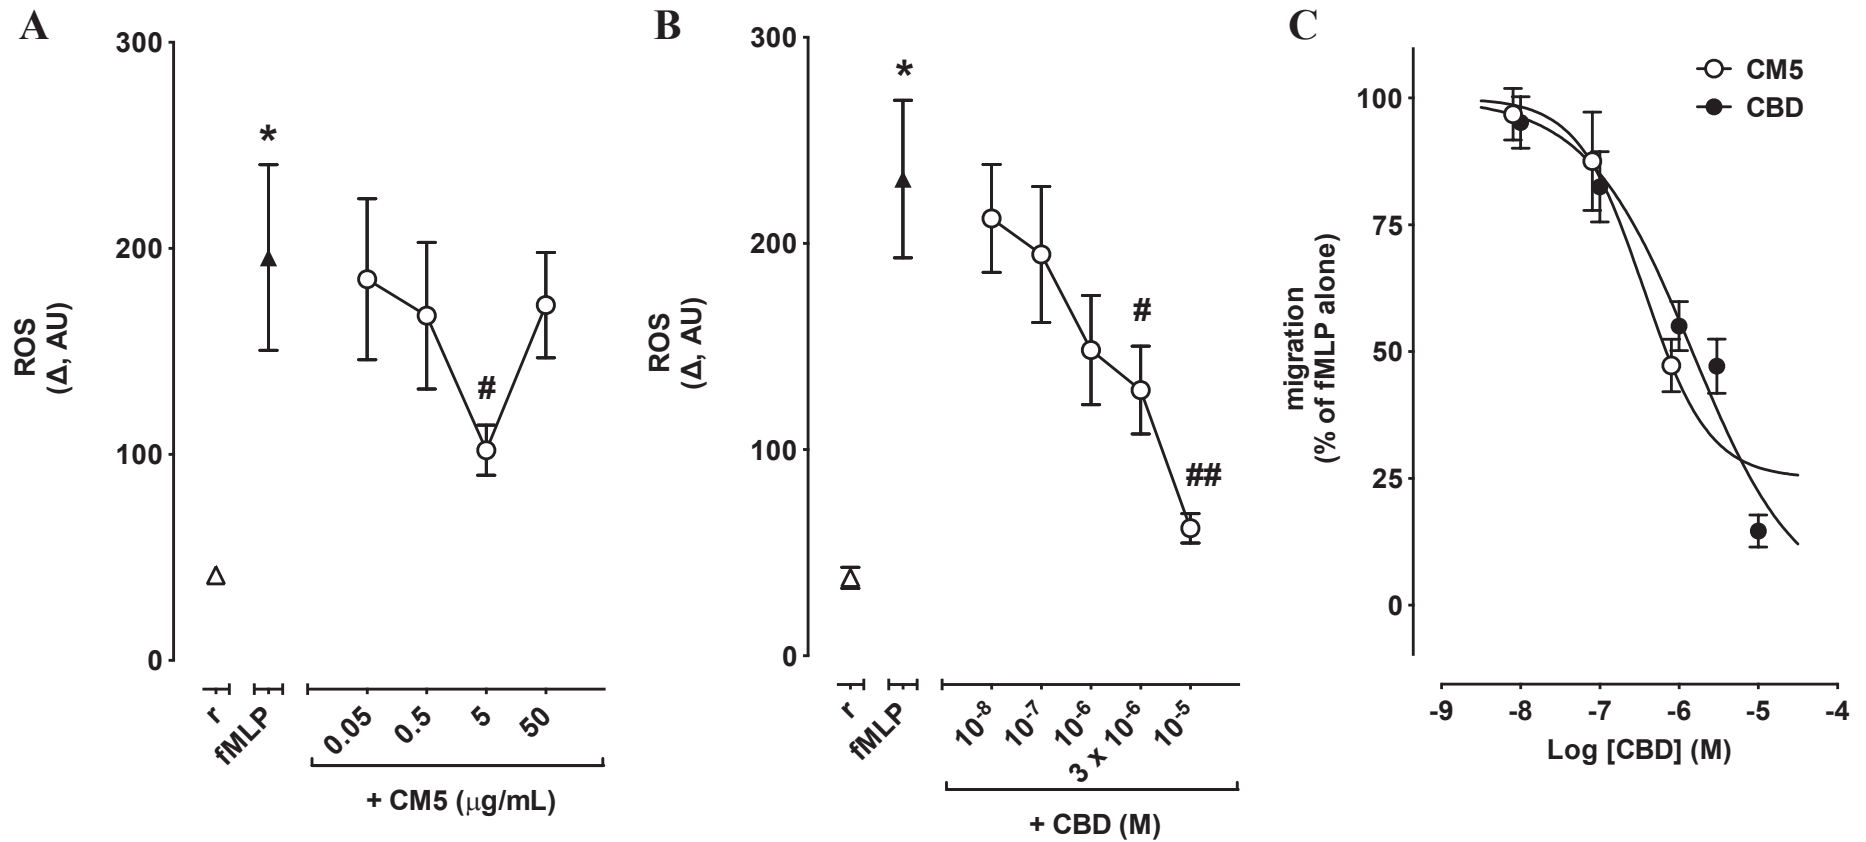 A
ROS
(Δ, AU)
300
200
100
0
*
#
r
fMLP
0.05
0.5
5
50
+ CM5 (μg/mL)
B
ROS
(Δ, AU)
300
200
100
0
*
#
##
r
fMLP
10⁻⁸
10⁻⁷
10⁻⁶
3 x 10⁻⁶
10⁻⁵
+ CBD (M)
C
CM5
CBD
migration
(% of fMLP alone)
100
75
50
25
0
-9
-8
-7
-6
-5
-4
Log [CBD] (M)